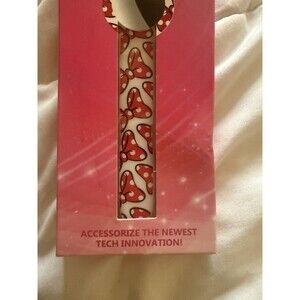 ACCESSORIZE THE NEWEST
TECH INNOVATION!